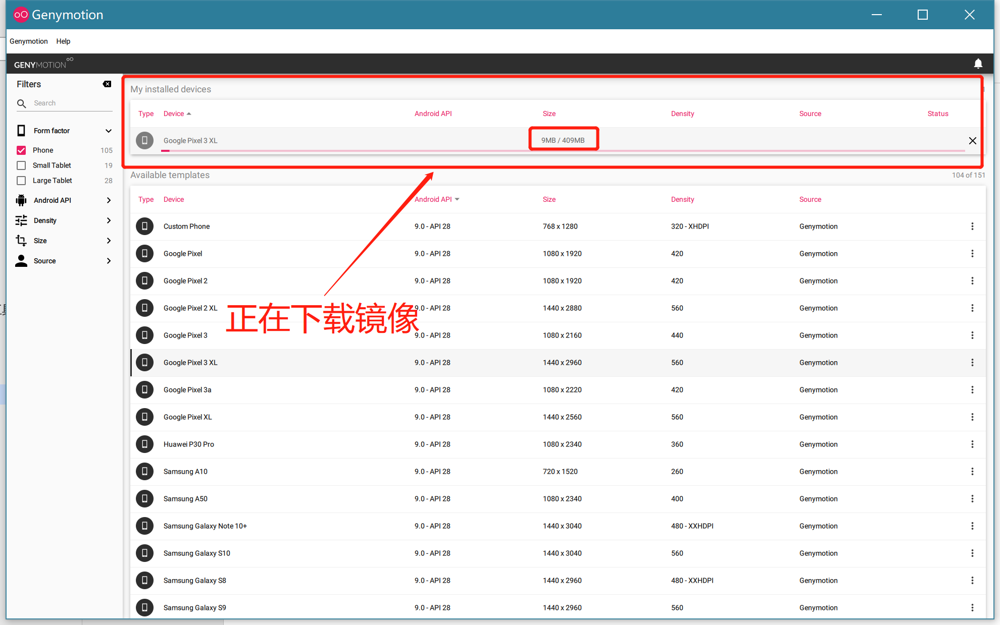 Genymotion
Genymotion Help
GENYMOTION
Filters
Search
Form factor
Phone 105
Small Tablet 19
Large Tablet 28
Android API
Density
Size
Source
My installed devices
Type Device Android API Size Density Source Status
Google Pixel 3 XL 9MB / 409MB
Available templates 104 of 151
Type Device Android API Size Density Source
Custom Phone 9.0 - API 28 768 x 1280 320 - XHDPI Genymotion
Google Pixel 9.0 - API 28 1080 x 1920 420 Genymotion
Google Pixel 2 9.0 - API 28 1080 x 1920 420 Genymotion
Google Pixel 2 XL 9.0 - API 28 1440 x 2880 560 Genymotion
正在下载镜像
Google Pixel 3 9.0 - API 28 1080 x 2160 440 Genymotion
Google Pixel 3 XL 9.0 - API 28 1440 x 2960 560 Genymotion
Google Pixel 3a 9.0 - API 28 1080 x 2220 420 Genymotion
Google Pixel XL 9.0 - API 28 1440 x 2560 560 Genymotion
Huawei P30 Pro 9.0 - API 28 1080 x 2340 360 Genymotion
Samsung A10 9.0 - API 28 720 x 1520 260 Genymotion
Samsung A50 9.0 - API 28 1080 x 2340 400 Genymotion
Samsung Galaxy Note 10+ 9.0 - API 28 1440 x 3040 480 - XXHDPI Genymotion
Samsung Galaxy S10 9.0 - API 28 1440 x 3040 560 Genymotion
Samsung Galaxy S8 9.0 - API 28 1440 x 2960 480 - XXHDPI Genymotion
Samsung Galaxy S9 9.0 - API 28 1440 x 2960 560 Genymotion